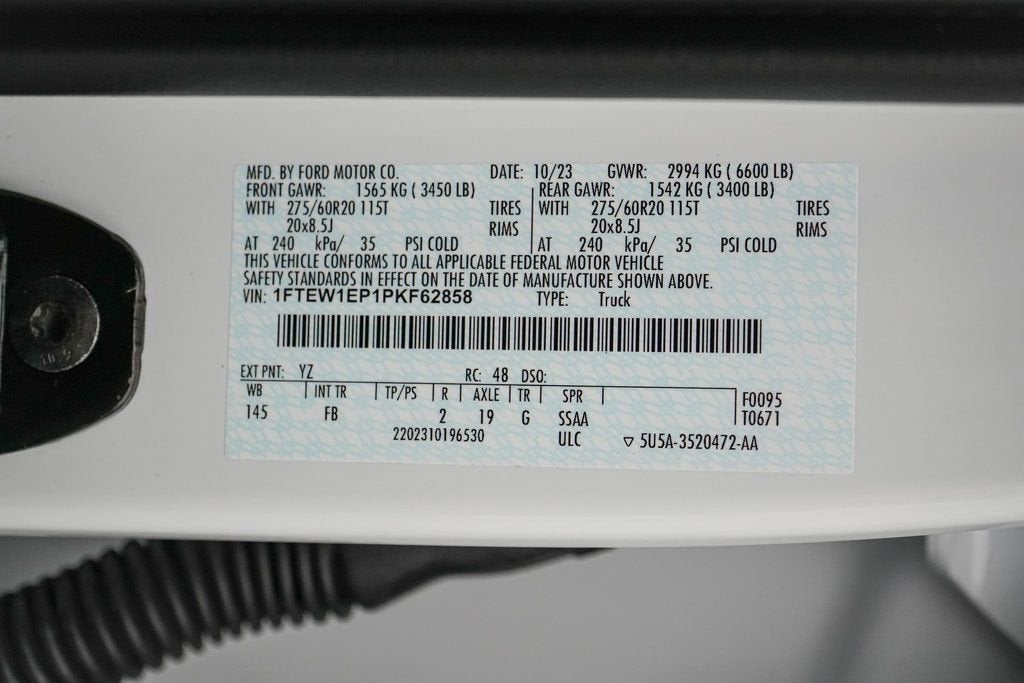 MFD. BY FORD MOTOR CO. DATE: 10/23 GVWR: 2994 KG ( 6600 LB)
FRONT GAWR: 1565 KG ( 3450 LB) REAR GAWR: 1542 KG ( 3400 LB)
WITH 275/60R20 115T TIRES WITH 275/60R20 115T TIRES
20x8.5J RIMS 20x8.5J RIMS
AT 240 kPa/ 35 PSI COLD AT 240 kPa/ 35 PSI COLD
THIS VEHICLE CONFORMS TO ALL APPLICABLE FEDERAL MOTOR VEHICLE
SAFETY STANDARDS IN EFFECT ON THE DATE OF MANUFACTURE SHOWN ABOVE.
VIN: 1FTEW1EP1PKF62858 TYPE: Truck
EXT PNT: YZ RC: 48 DSO:
WB INT TR TP/PS R AXLE TR SPR F0095
145 FB 2 19 G SSAA T0671
2202310196530 ULC ▽ 5U5A-3520472-AA